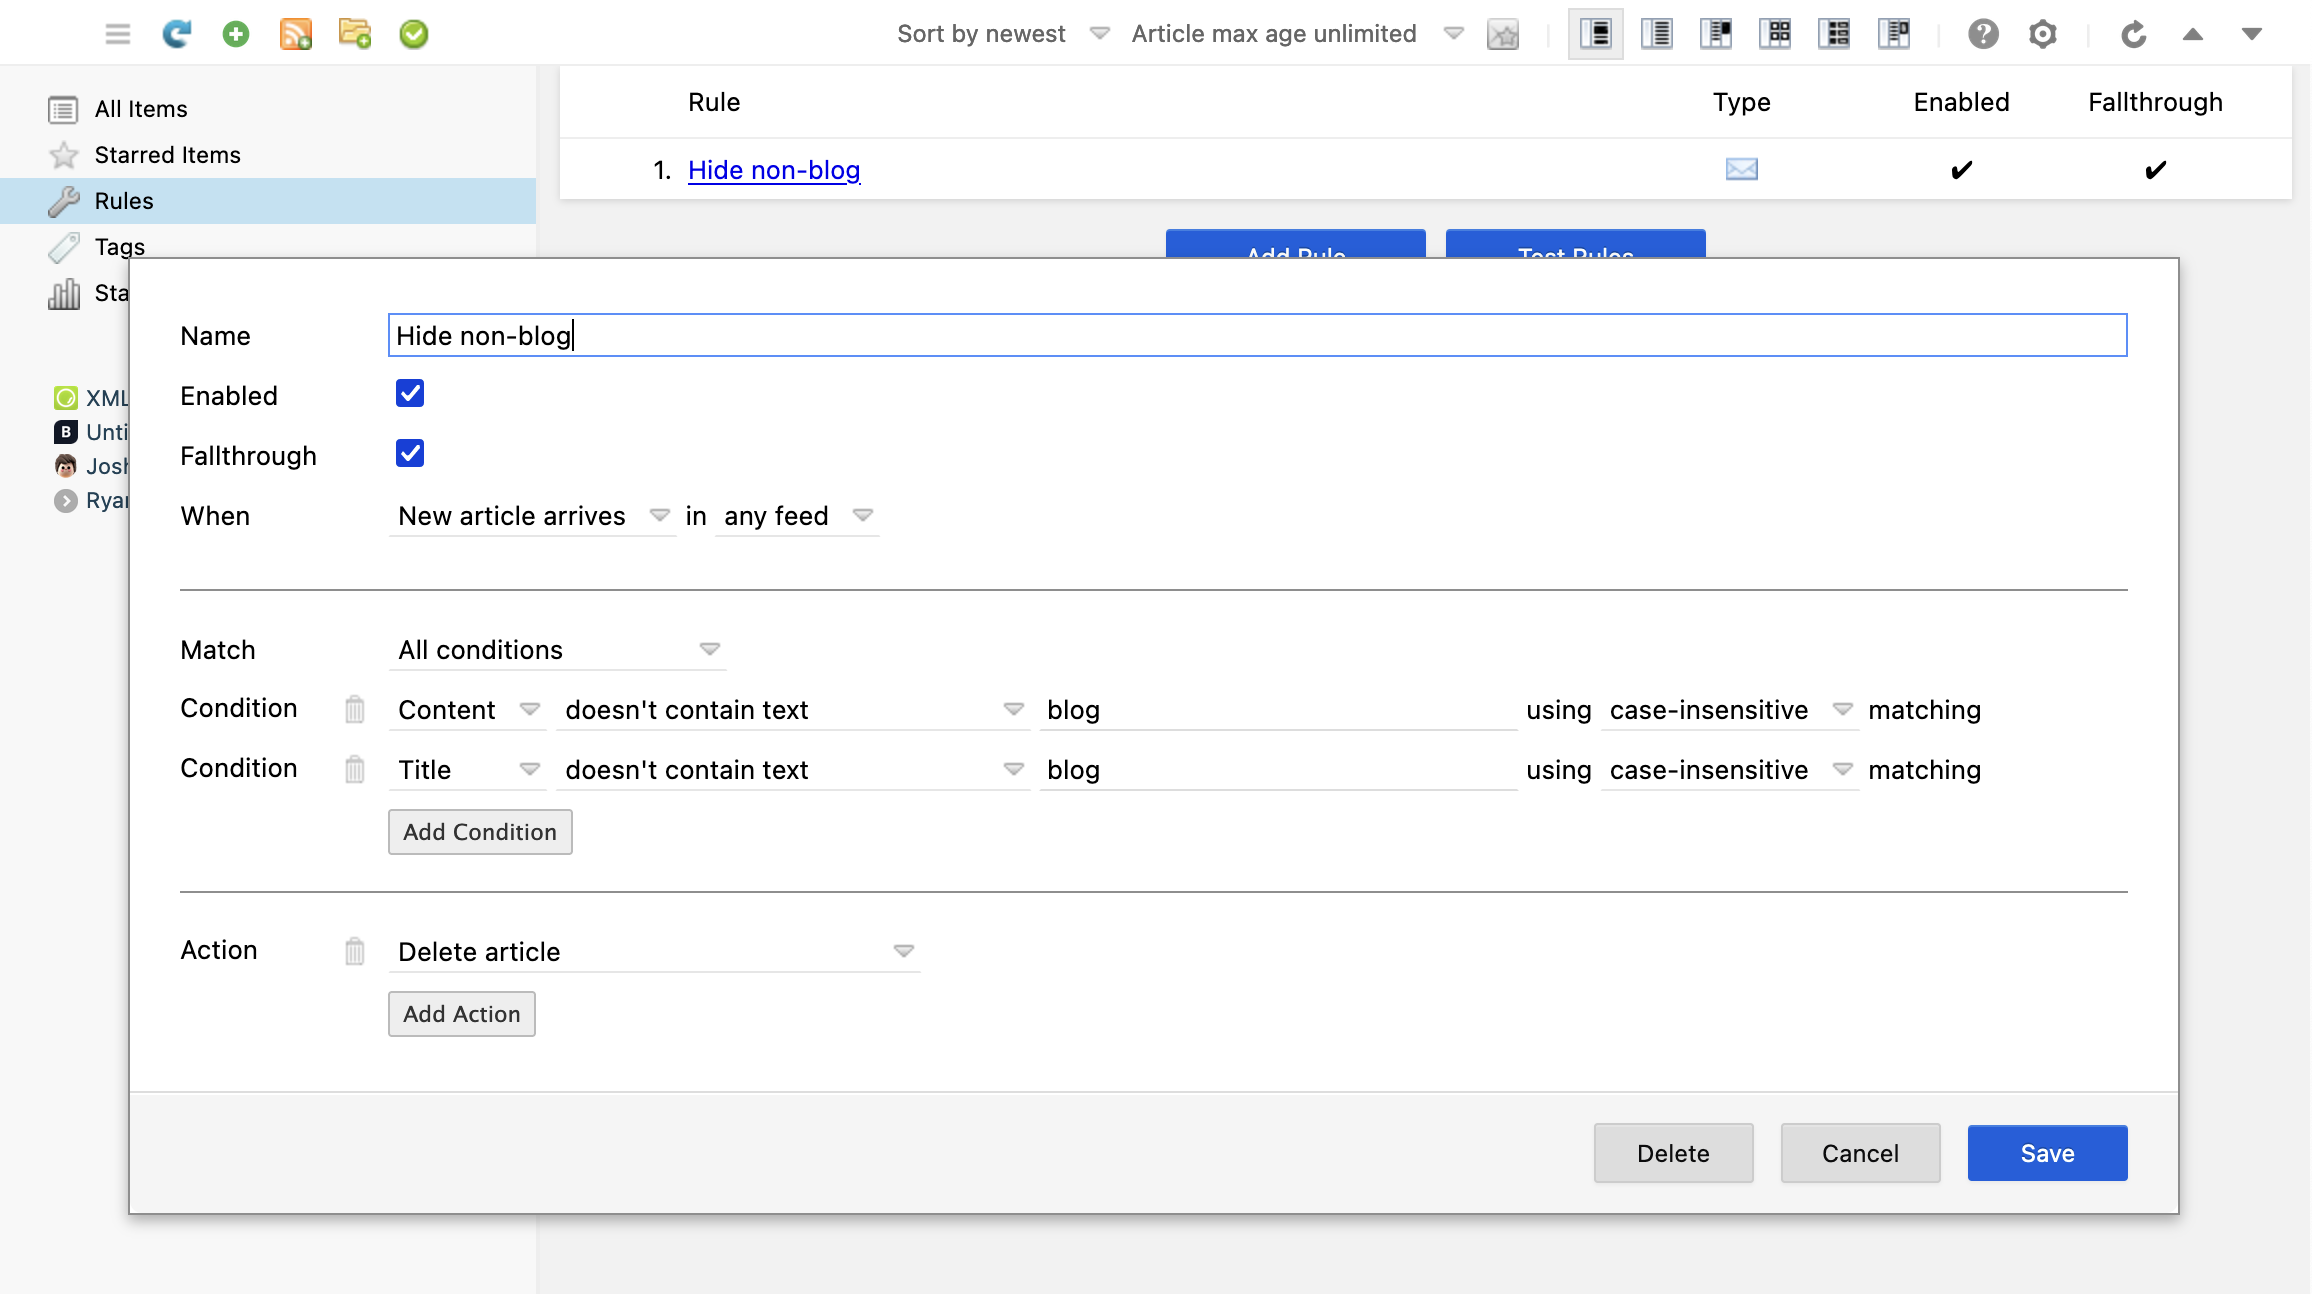 Sort by newest Article max age unlimited
All Items
Starred Items
Rules
Tags
Sta
XML
B Unti
Josh
Ryan
Rule Type Enabled Fallthrough
1. Hide non-blog ✔ ✔
Add Rule Test Rules
Name Hide non-blog
Enabled
Fallthrough
When New article arrives in any feed
Match All conditions
Condition Content doesn't contain text blog using case-insensitive matching
Condition Title doesn't contain text blog using case-insensitive matching
Add Condition
Action Delete article
Add Action
Delete Cancel Save